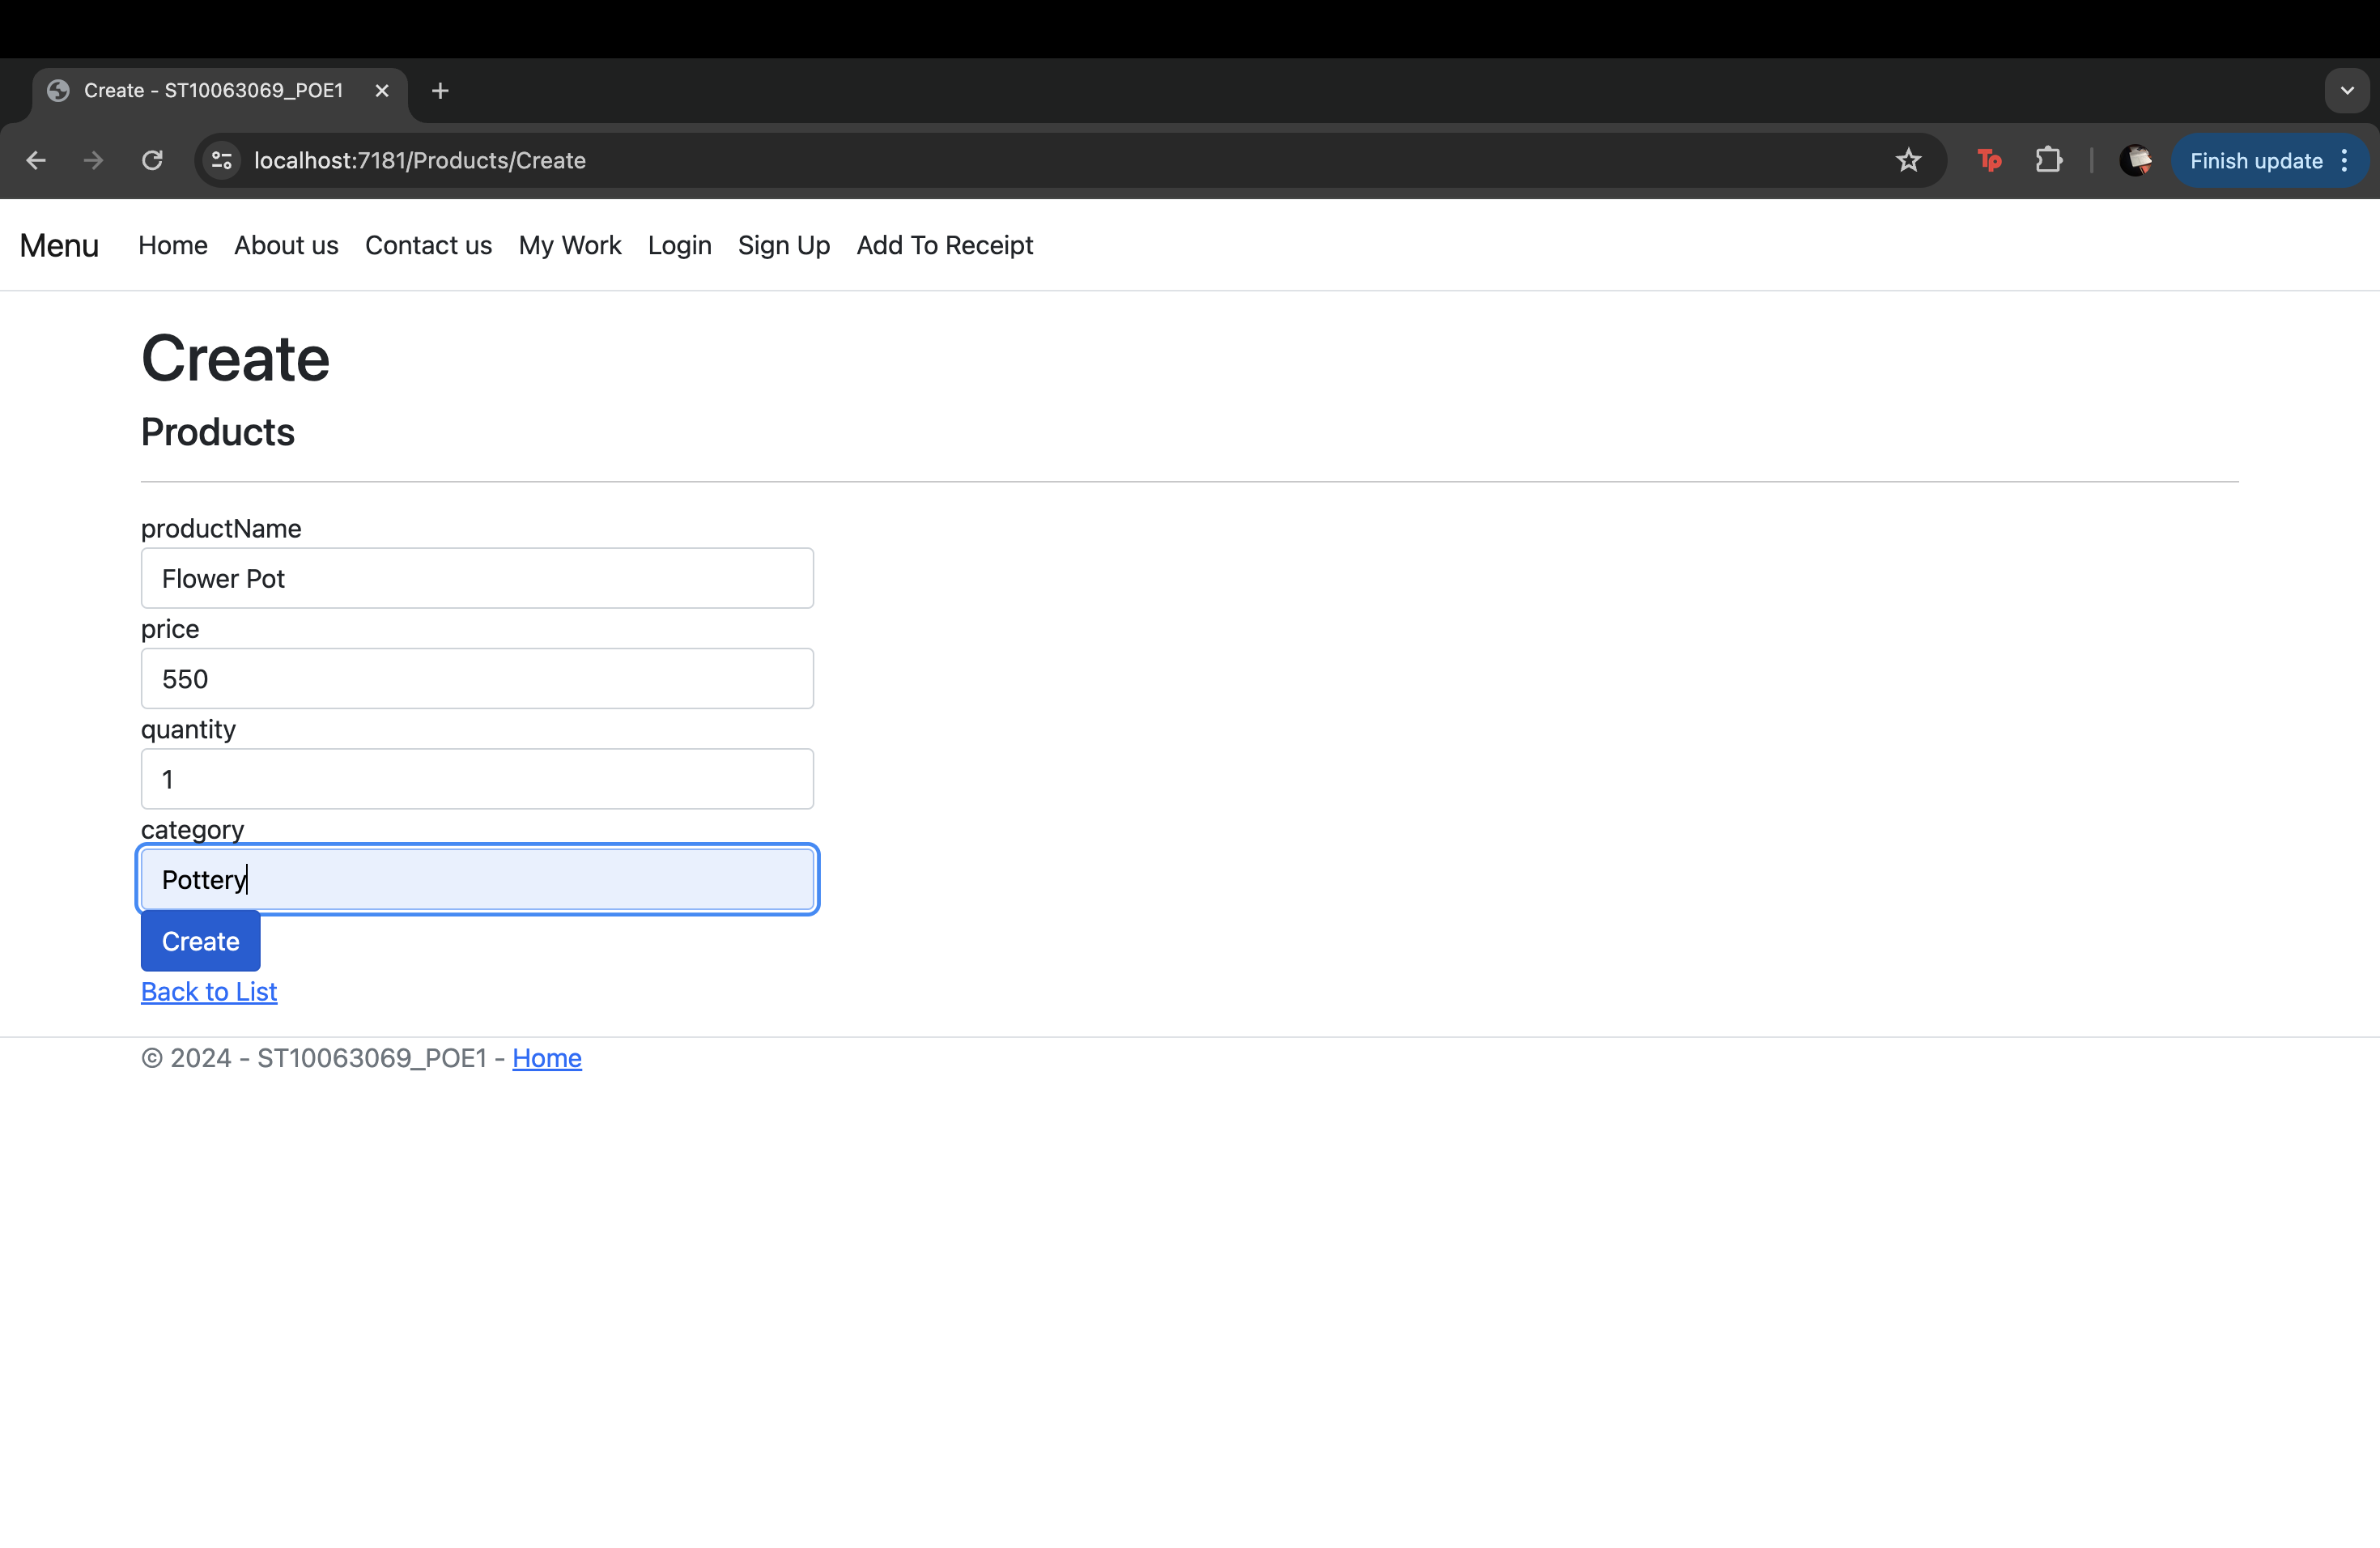 Create - ST10063069_POE1
localhost:7181/Products/Create
Tp
Finish update
Menu Home About us Contact us My Work Login Sign Up Add To Receipt
Create
Products
productName
Flower Pot
price
550
quantity
1
category
Pottery
Create
Back to List
© 2024 - ST10063069_POE1 - Home